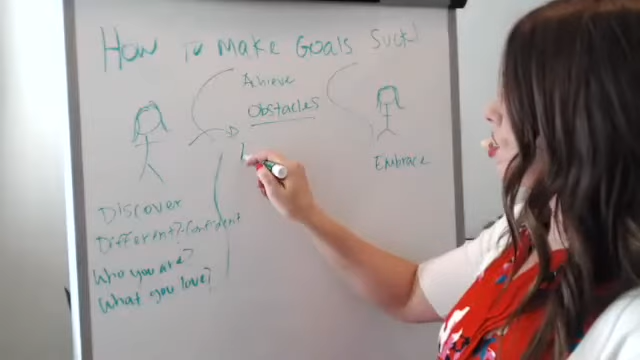 How To Make Goals Suck!
Achieve
Obstacles
Embrace
Discover
Different? Confident
Who you are?
What you love?